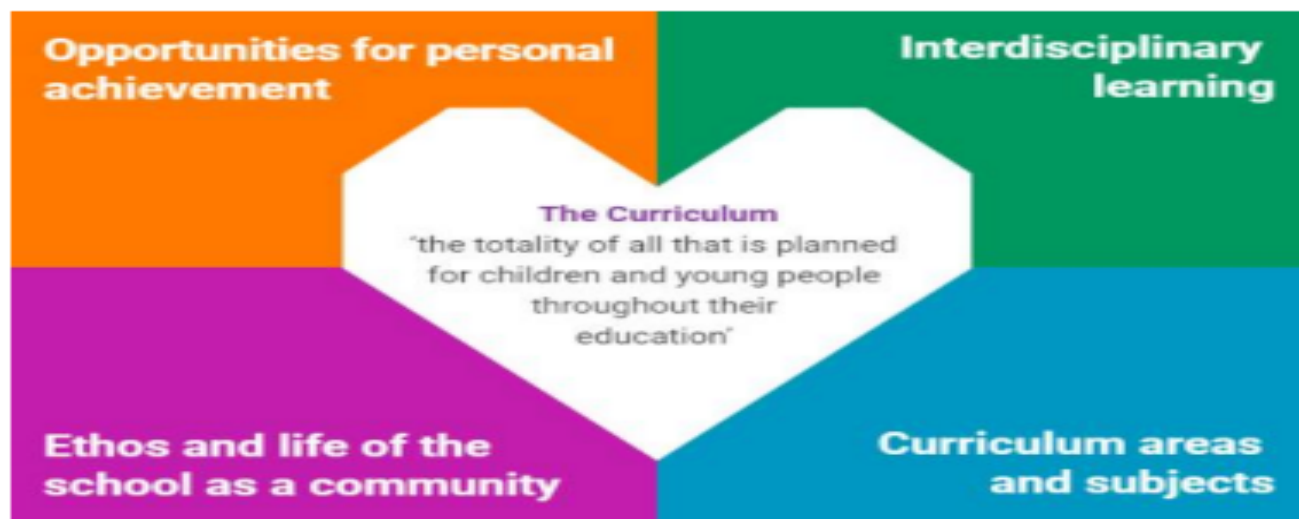 Opportunities for personal
achievement
Interdisciplinary
learning
The Curriculum
'the totality of all that is planned
for children and young people
throughout their
education'
Ethos and life of the
school as a community
Curriculum areas
and subjects